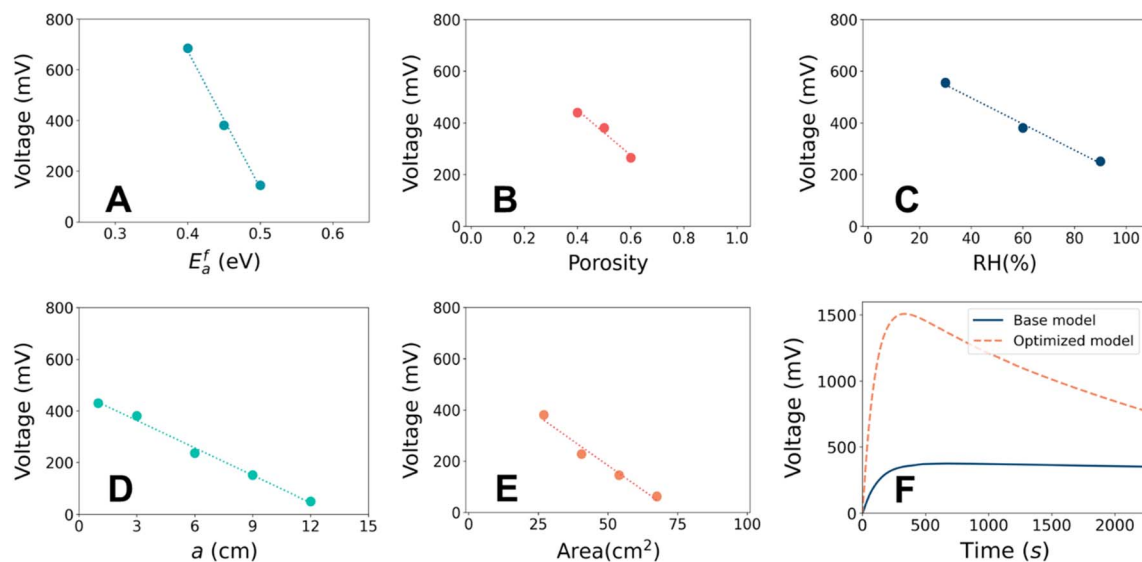 800
600
400
200
0
Voltage (mV)
A
0.3 0.4 0.5 0.6
E_a^f (eV)
800
600
400
200
0
Voltage (mV)
B
0.0 0.2 0.4 0.6 0.8 1.0
Porosity
800
600
400
200
0
Voltage (mV)
C
0 20 40 60 80 100
RH(%)
800
600
400
200
0
Voltage (mV)
D
0 3 6 9 12 15
a (cm)
800
600
400
200
0
Voltage (mV)
E
0 25 50 75 100
Area(cm²)
1500
1000
500
0
Voltage (mV)
Base model
Optimized model
F
0 500 1000 1500 2000
Time (s)